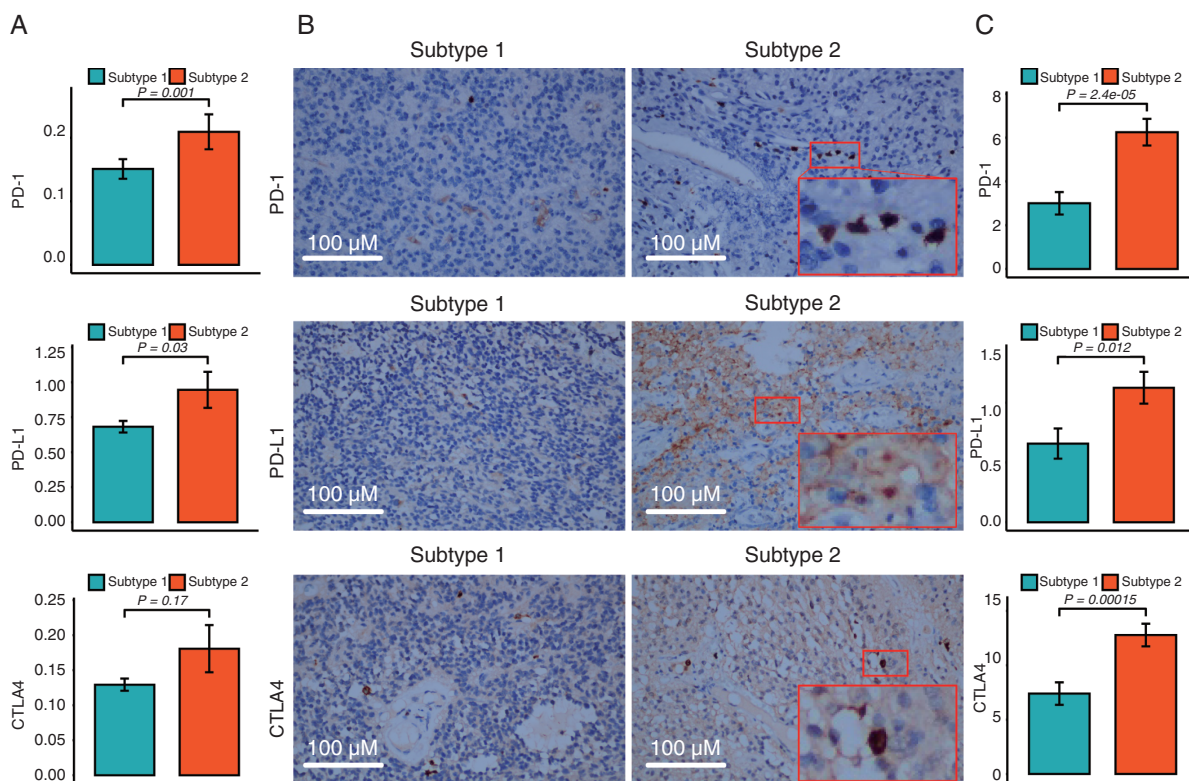 A
Subtype 1 Subtype 2
P = 0.001
0.2
0.1
0.0
PD-1
Subtype 1 Subtype 2
P = 0.03
1.25
1.00
0.75
0.50
0.25
0.00
PD-L1
Subtype 1 Subtype 2
P = 0.17
0.25
0.20
0.15
0.10
0.05
0.00
CTLA4
B
Subtype 1 Subtype 2
PD-1
100 µM 100 µM
Subtype 1 Subtype 2
PD-L1
100 µM 100 µM
Subtype 1 Subtype 2
CTLA4
100 µM 100 µM
C
Subtype 1 Subtype 2
P = 2.4e-05
8
6
4
2
0
PD-1
Subtype 1 Subtype 2
P = 0.012
1.5
1.0
0.5
0.0
PD-L1
Subtype 1 Subtype 2
P = 0.00015
15
10
5
0
CTLA4